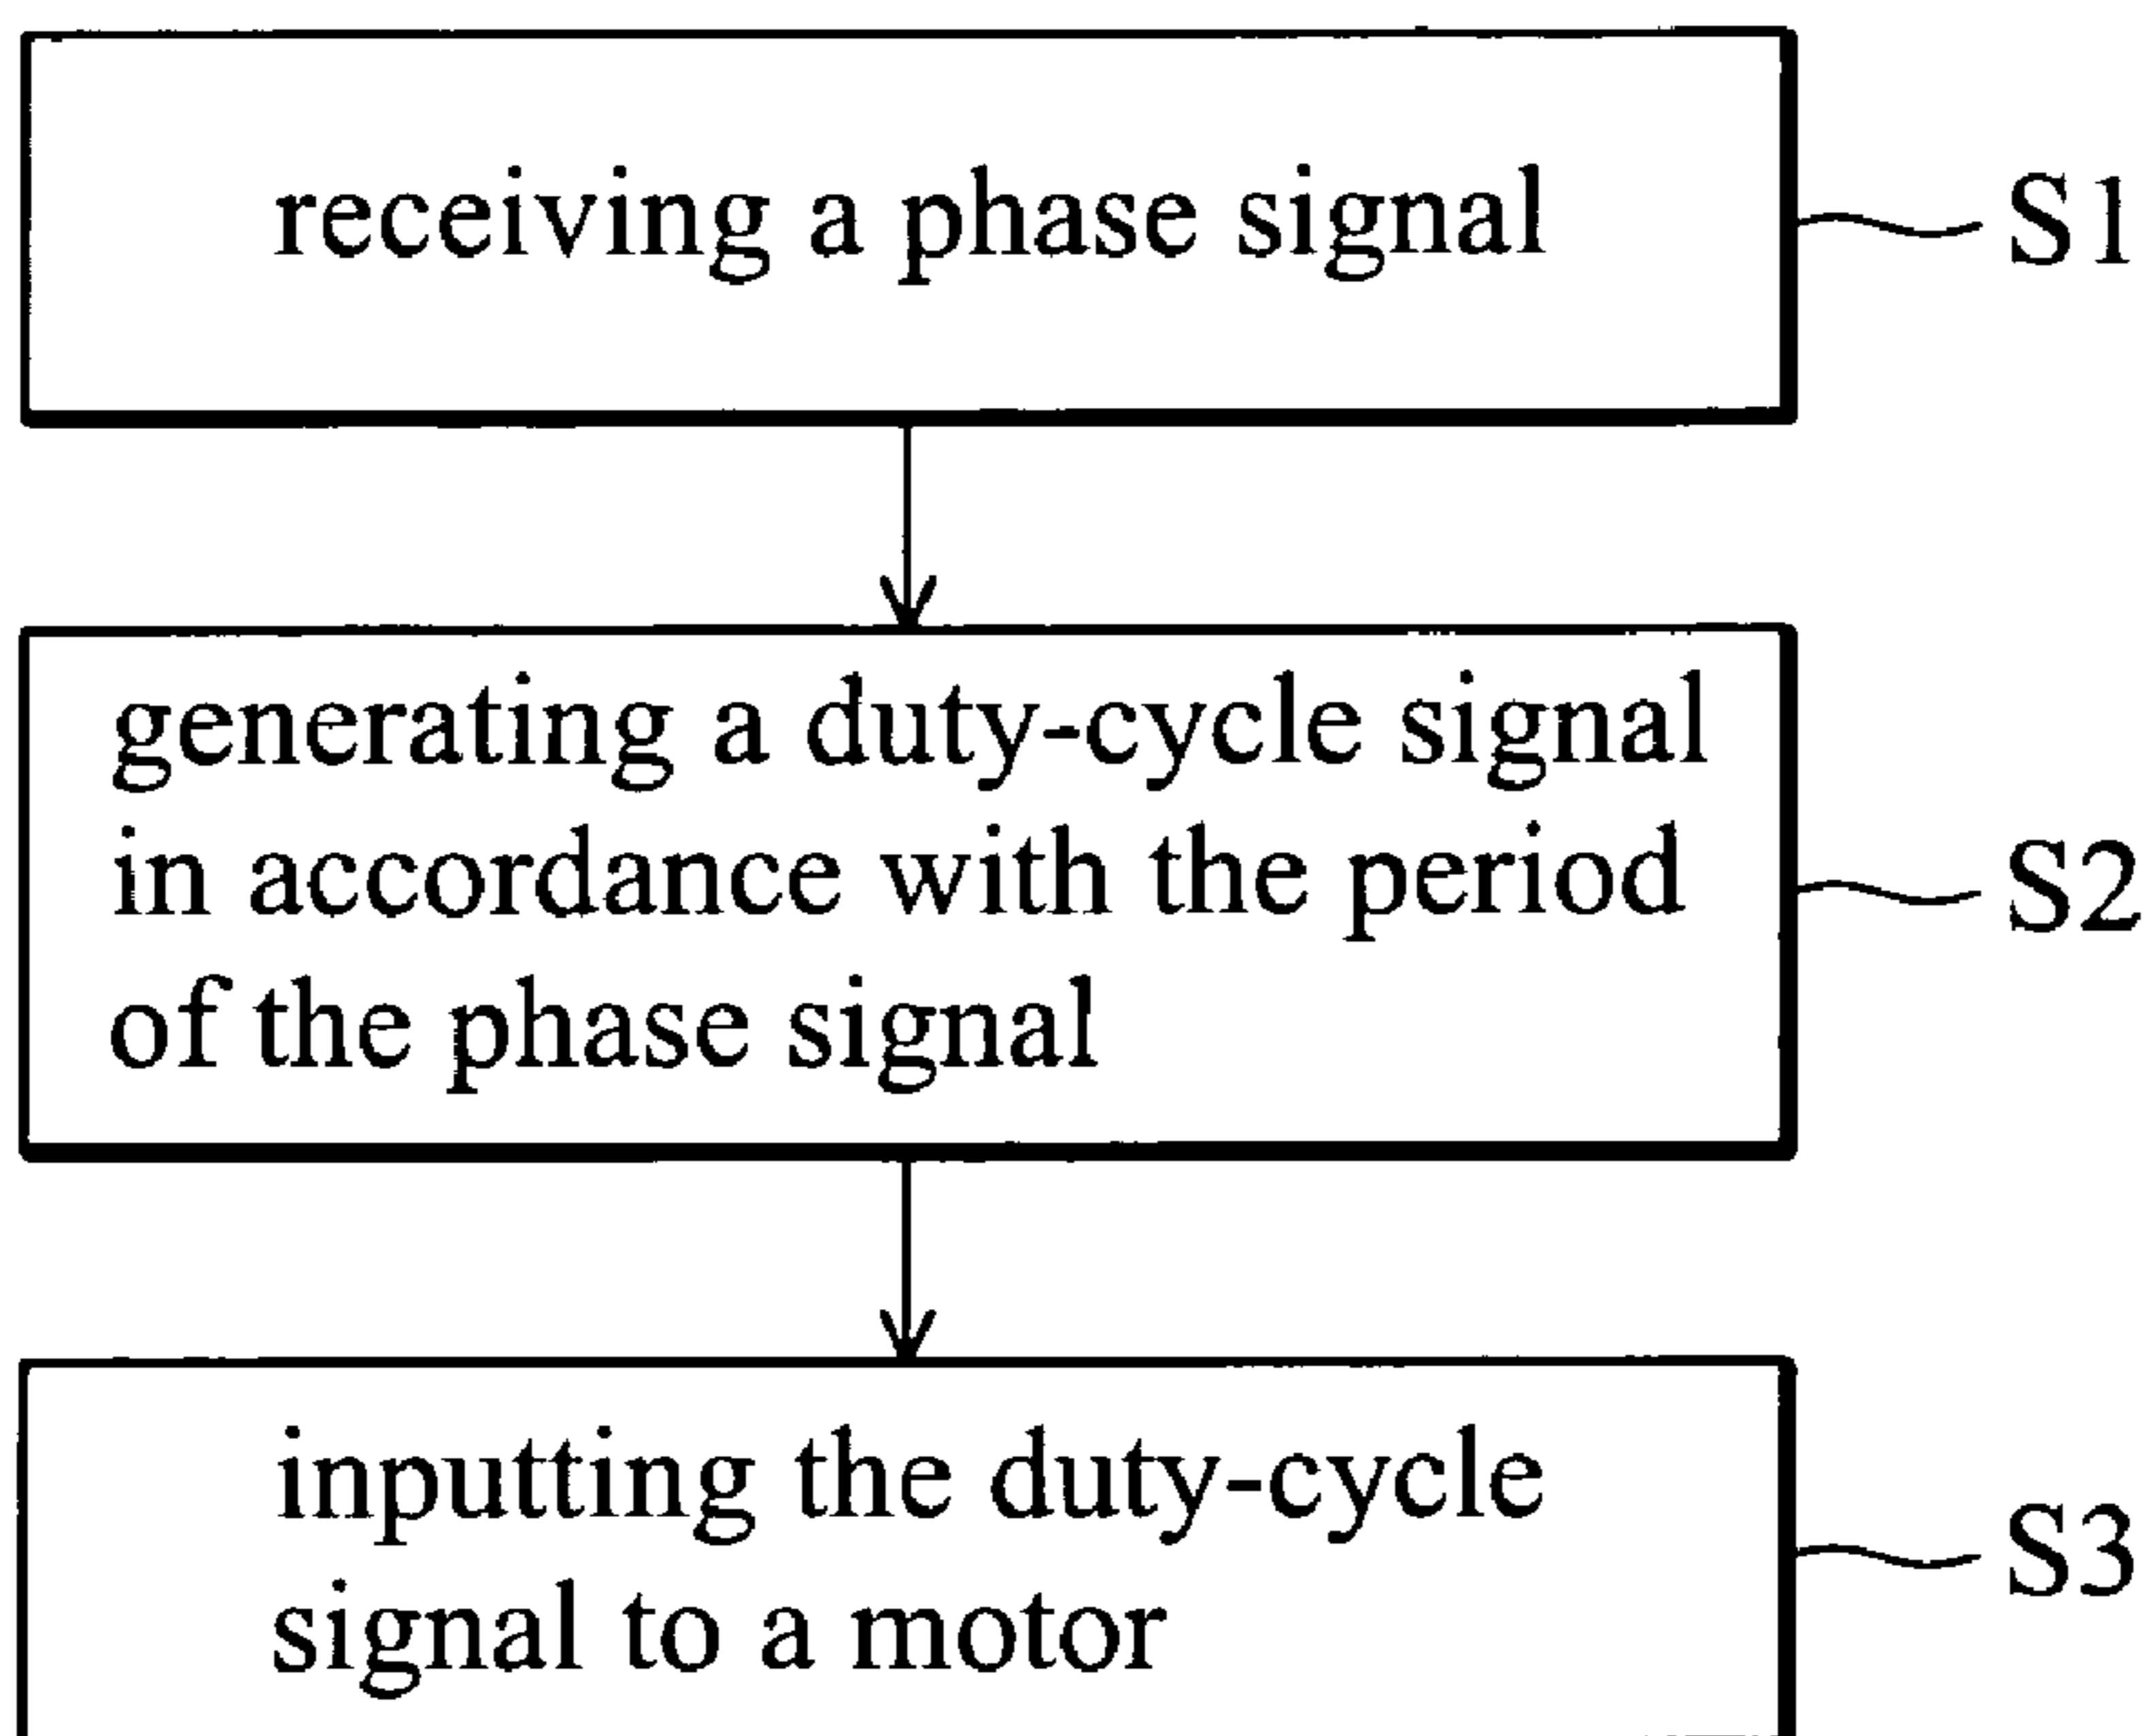 receiving a phase signal
S1
generating a duty-cycle signal
in accordance with the period
of the phase signal
S2
inputting the duty-cycle
signal to a motor
S3